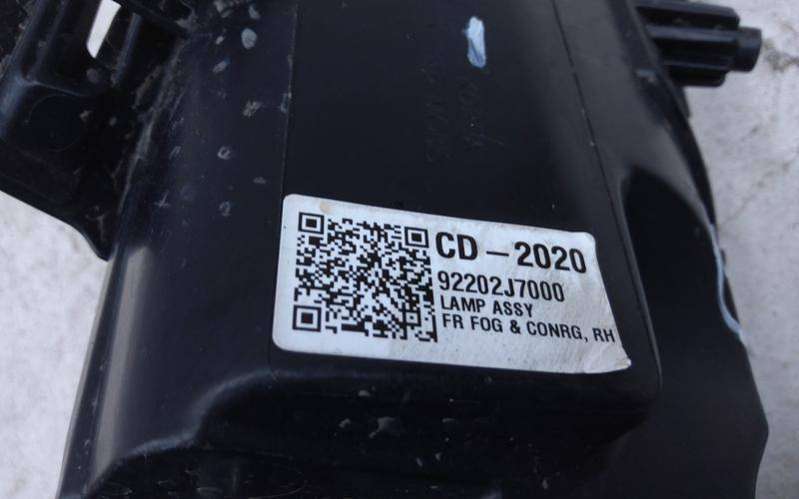 CD-2020
92202J7000
LAMP ASSY
FR FOG & CONRG, RH